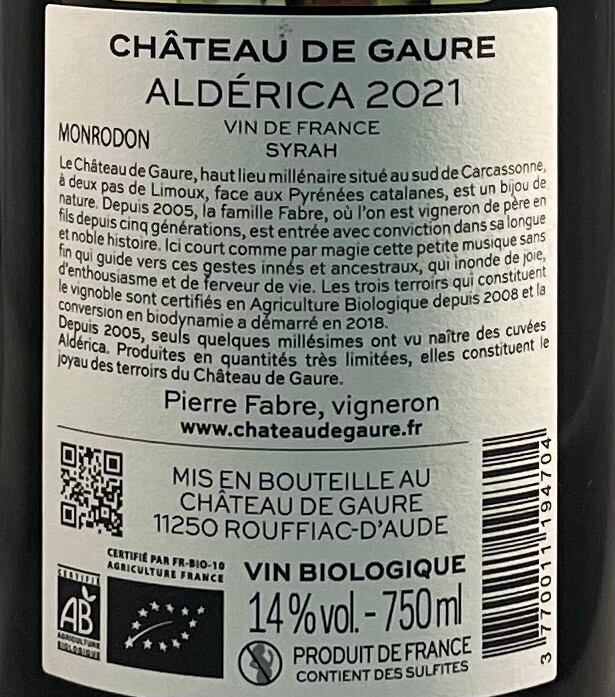 CHÂTEAU DE GAURE
ALDÉRICA 2021
VIN DE FRANCE
MONRODON
SYRAH
Le Château de Gaure, haut lieu millénaire situé au sud de Carcassonne,
à deux pas de Limoux, face aux Pyrénées catalanes, est un bijou de
nature. Depuis 2005, la famille Fabre, où l'on est vigneron de père en
fils depuis cinq générations, est entrée avec conviction dans sa longue
et noble histoire. Ici court comme par magie cette petite musique sans
fin qui guide vers ces gestes innés et ancestraux, qui inonde de joie,
d'enthousiasme et de ferveur de vie. Les trois terroirs qui constituent
le vignoble sont certifiés en Agriculture Biologique depuis 2008 et la
conversion en biodynamie a démarré en 2018.
Depuis 2005, seuls quelques millésimes ont vu naître des cuvées
Aldérica. Produites en quantités très limitées, elles constituent le
joyau des terroirs du Château de Gaure.
Pierre Fabre, vigneron
www.chateaudegaure.fr
MIS EN BOUTEILLE AU
CHÂTEAU DE GAURE
11250 ROUFFIAC-D'AUDE
CERTIFIÉ PAR FR-BIO-10
AGRICULTURE FRANCE
VIN BIOLOGIQUE
14%vol. - 750ml
PRODUIT DE FRANCE
CONTIENT DES SULFITES
CERTIFIÉ
AB
AGRICULTURE
BIOLOGIQUE
3 770011 194704